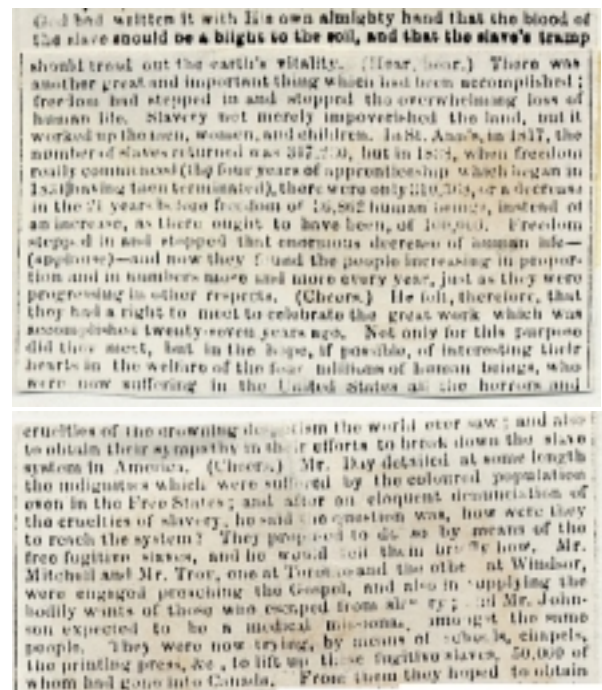 God had written it with His own almighty hand that the blood of
the slave should be a blight to the soil, and that the slave's tramp
should tread out the earth's vitality. (Hear, hear.) There was
another great and important thing which had been accomplished;
freedom had stepped in and stopped the overwhelming loss of
human life. Slavery not merely impoverished the land, but it
worked up the men, women, and children. In St. Ann's, in 1817, the
number of slaves returned was but in when freedom
really commenced (the four years of apprenticeship which began in
having then terminated), there were only or a decrease
in the 21 years before freedom of human beings, instead of
an increase, as there ought to have been, of Freedom
stepped in and stopped that enormous decrease of human life—
(applause)—and now they found the people increasing in propor-
tion and in numbers more and more every year, just as they were
progressing in other respects. (Cheers.) He felt, therefore, that
they had a right to meet to celebrate the great work which was
accomplished twenty-seven years ago. Not only for this purpose
did they meet, but in the hope, if possible, of interesting their
hearts in the welfare of the four millions of human beings, who
were now suffering in the United States all the horrors and
cruelties of the crowning despotism the world ever saw; and also
to obtain their sympathy in their efforts to break down the slave
system in America. (Cheers.) Mr. Day detailed at some length
the indignities which were suffered by the coloured population
even in the Free States; and after an eloquent denunciation of
the cruelties of slavery, he said the question was, how were they
to reach the system? They proposed to do so by means of the
free fugitive slaves, and he would tell them briefly how. Mr.
Mitchell and Mr. Troy, one at Toronto and the other at Windsor,
were engaged preaching the Gospel, and also in supplying the
bodily wants of those who escaped from slavery; and Mr. John-
son expected to be a medical amongst the same
people. They were now trying, by means of schools, chapels,
the printing press, &c., to lift up these fugitive slaves, 50,000 of
whom had gone into Canada. From them they hoped to obtain